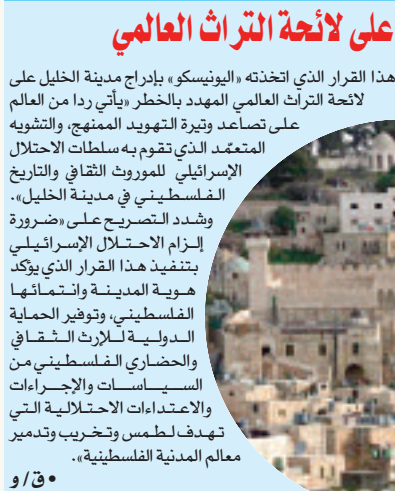 على لائحة التراث العالمي
هذا القرار الذي اتخذته «اليونيسكو» بإدراج مدينة الخليل على
لائحة التراث العالمي المهدد بالخطر «يأتي ردا من العالم
على تصاعد وتيرة التهويد الممنهج، والتشويه
المتعمّد الذي تقوم به سلطات الاحتلال
الإسرائيلي للموروث الثقافي والتاريخ
الفلسطيني في مدينة الخليل».
وشدد التصريح على «ضرورة
إلزام الاحتلال الإسرائيلي
بتنفيذ هذا القرار الذي يؤكد
هوية المدينة وانتمائها
الفلسطيني، وتوفير الحماية
الدولية للإرث الثقافي
والحضاري الفلسطيني من
السياسات والإجراءات
والاعتداءات الاحتلالية التي
تهدف لطمس وتخريب وتدمير
معالم المدنية الفلسطينية».
• ق / و